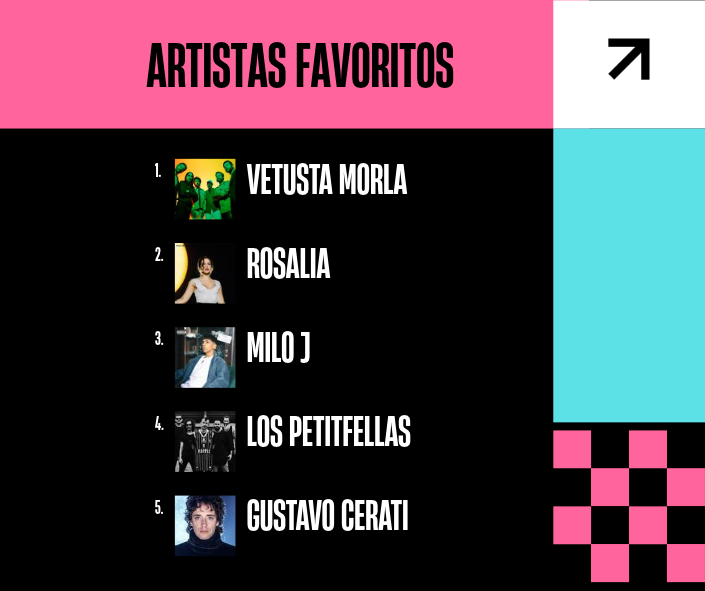 ARTISTAS FAVORITOS
1. VETUSTA MORLA
2. ROSALIA
3. MILO J
4. LOS PETITFELLAS
5. GUSTAVO CERATI